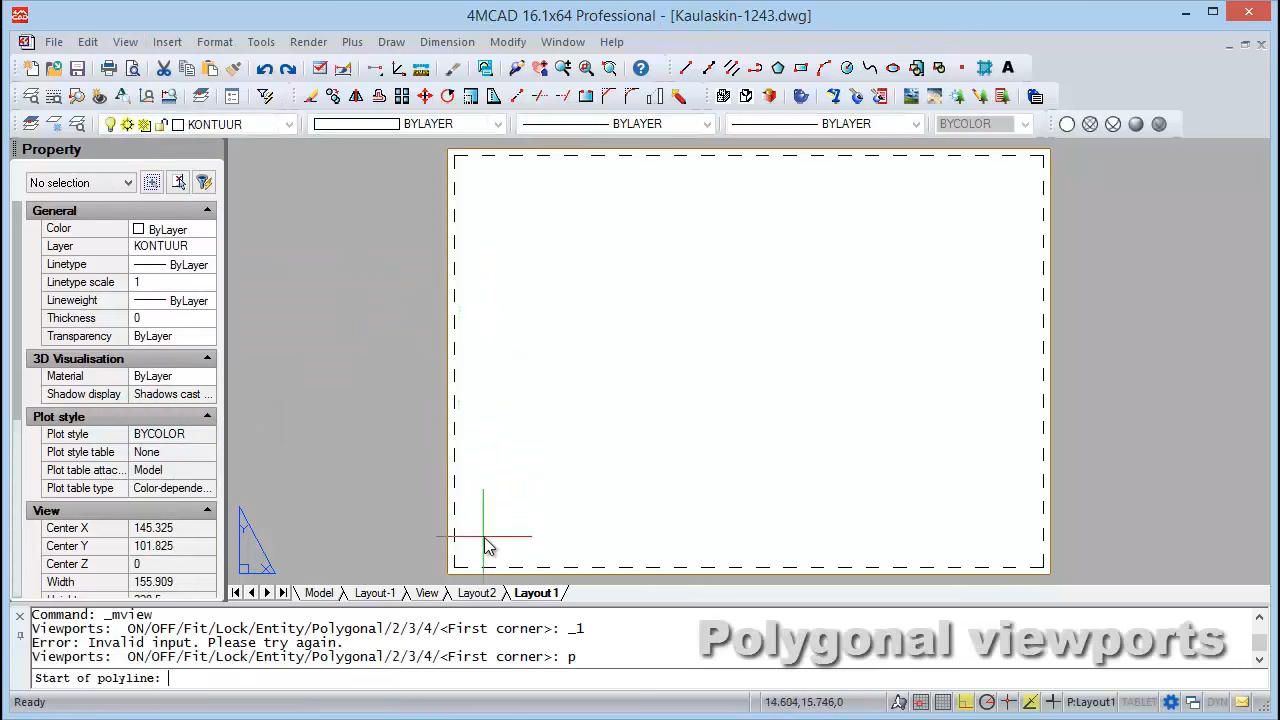 4MCAD 16.1x64 Professional - [Kaulaskin-1243.dwg]
File Edit View Insert Format Tools Render Plus Draw Dimension Modify Window Help
KONTUUR BYLAYER BYLAYER BYLAYER BYCOLOR
Property
No selection
General
Color ByLayer
Layer KONTUUR
Linetype ByLayer
Linetype scale 1
Lineweight ByLayer
Thickness 0
Transparency ByLayer
3D Visualisation
Material ByLayer
Shadow display Shadows cast ...
Plot style
Plot style BYCOLOR
Plot style table None
Plot table attac... Model
Plot table type Color-depende...
View
Center X 145.325
Center Y 101.825
Center Z 0
Width 155.909
Y
X
Model Layout-1 View Layout2 Layout1
Command: _mview
Viewports: ON/OFF/Fit/Lock/Entity/Polygonal/2/3/4/<First corner>: _1
Error: Invalid input. Please try again.
Viewports: ON/OFF/Fit/Lock/Entity/Polygonal/2/3/4/<First corner>: p
Start of polyline:
Polygonal viewports
Ready 14.604,15.746,0 P:Layout1 TABLET DYN